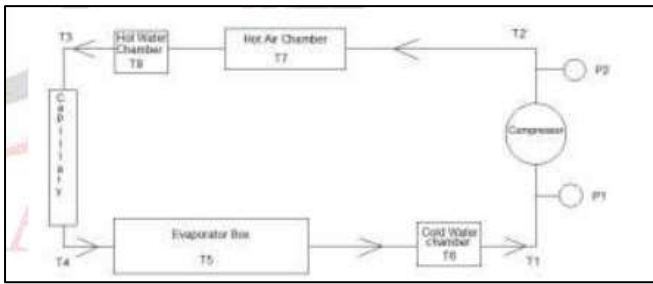 T3
Hot Water
Chamber
T8
Hot Air Chamber
T7
T2
P2
Capillary
Compressor
P1
Evaporator Box
T5
Cold Water
chamber
T6
T4
T1